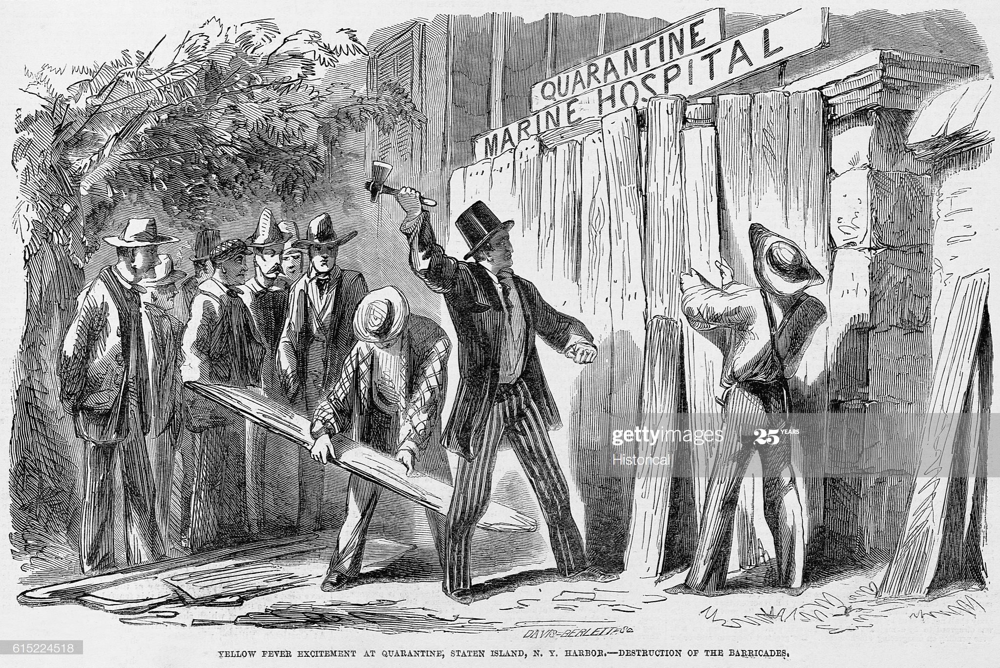 QUARANTINE
MARINE HOSPITAL
gettyimages 25 YEARS
Historical
DAVIS=BERLETT=SC
615224518
YELLOW FEVER EXCITEMENT AT QUARANTINE, STATEN ISLAND, N. Y. HARBOR.—DESTRUCTION OF THE BARRICADES.